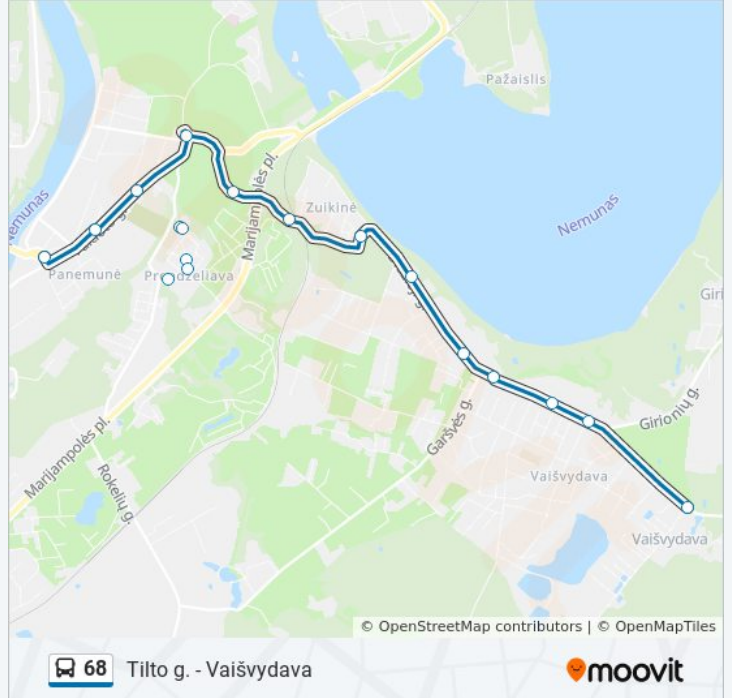 Pažaislis
Nemunas
Marijampolės pl.
Zuikinė
Nemunas
Panemunė
Giri
Girionių g.
Garšvės g.
Marijampolės pl.
Rokelių g.
Vaišvydava
Vaišvydava
© OpenStreetMap contributors | © OpenMapTiles
68 Tilto g. - Vaišvydava
moovit